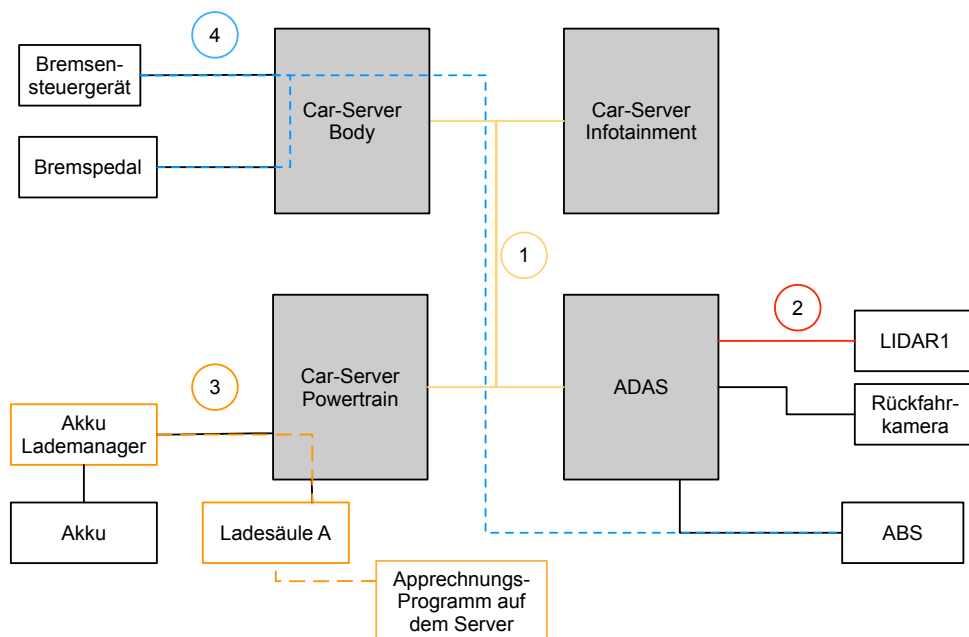 4
Bremsen-
steuergerät
Car-Server
Body
Car-Server
Infotainment
Bremspedal
1
2
LIDAR1
3
Car-Server
Powertrain
ADAS
Rückfahr-
kamera
Akku
Lademanager
Akku
Ladesäule A
ABS
Apprechnungs-
Programm auf
dem Server